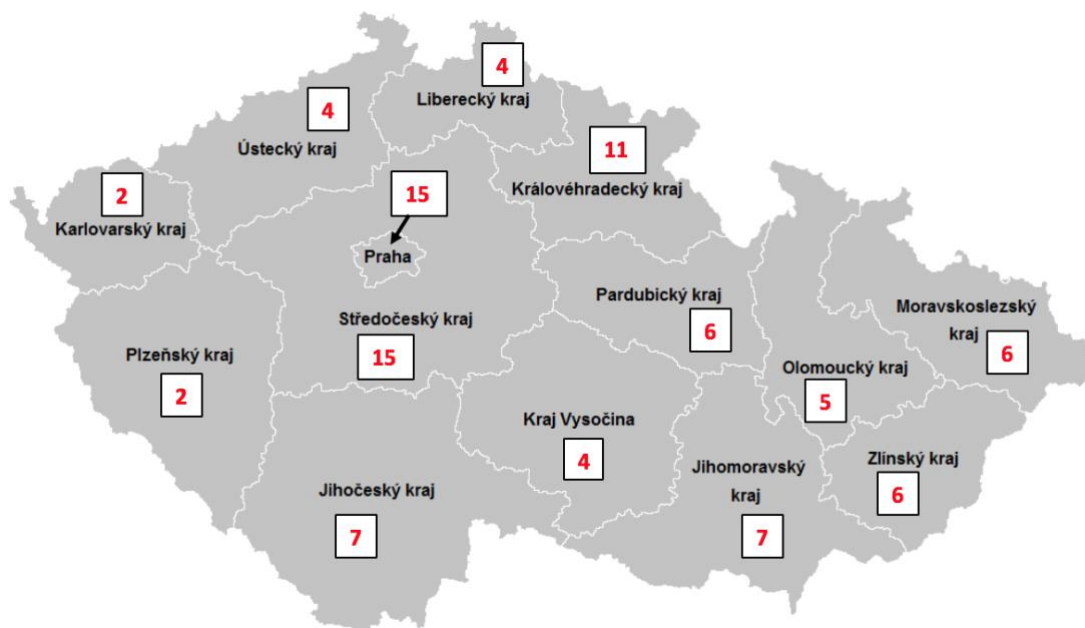 4
Liberecký kraj
4
Ústecký kraj
11
Královéhradecký kraj
15
2
Karlovarský kraj
Praha
Pardubický kraj
6
Moravskoslezský
kraj
6
Středočeský kraj
15
Plzeňský kraj
2
Olomoucký kraj
5
Kraj Vysočina
4
Zlínský kraj
6
Jihomoravský
kraj
7
Jihočeský kraj
7